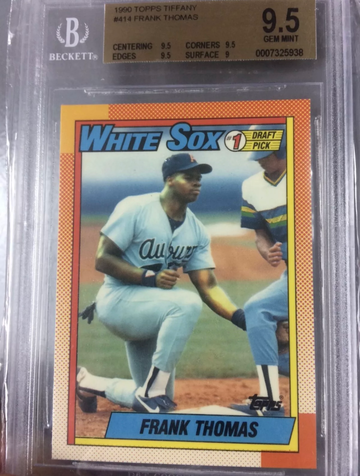 B
BECKETT®
1990 TOPPS TIFFANY
#414 FRANK THOMAS
CENTERING 9.5 CORNERS 9.5
EDGES 9.5 SURFACE 9
9.5
GEM MINT
0007325938
WHITE SOX
#1 DRAFT PICK
Auburn
TOPPS
FRANK THOMAS